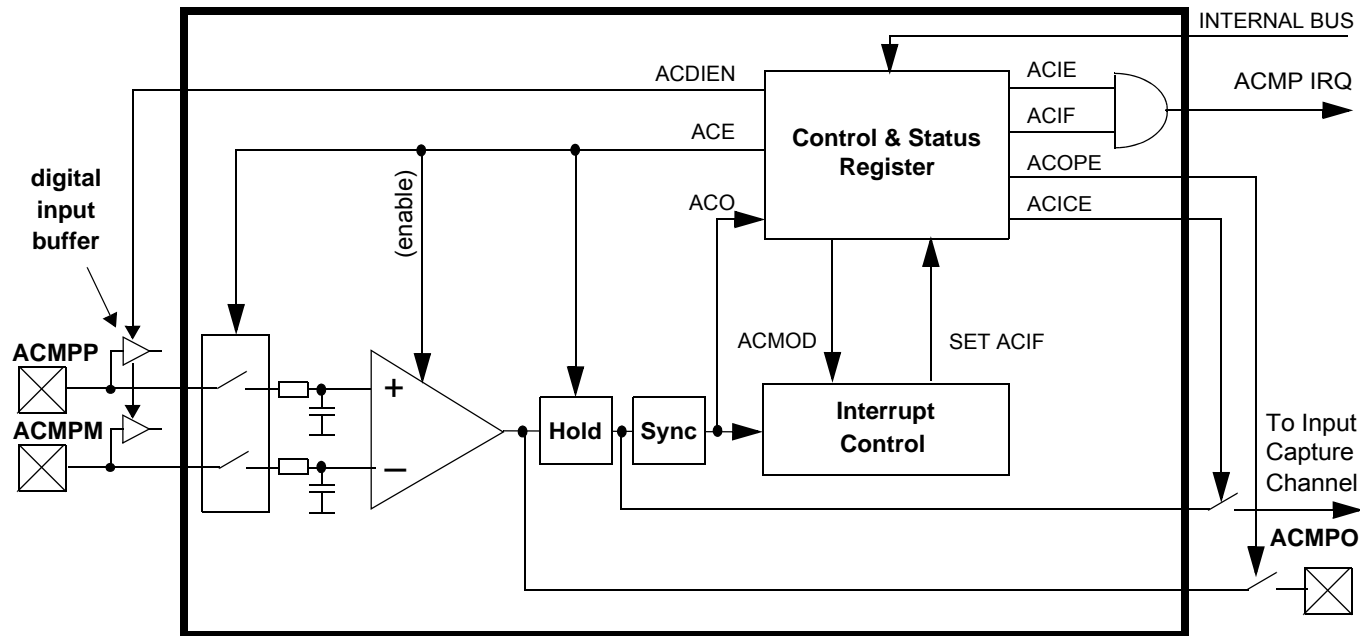 INTERNAL BUS
ACDIEN
ACIE
ACMP IRQ
ACE
ACIF
Control & Status
Register
ACOPE
ACO
ACICE
digital
input
buffer
(enable)
ACMOD
SET ACIF
ACMPP
+
Hold
Sync
Interrupt
Control
ACMPM
–
To Input
Capture
Channel
ACMPO